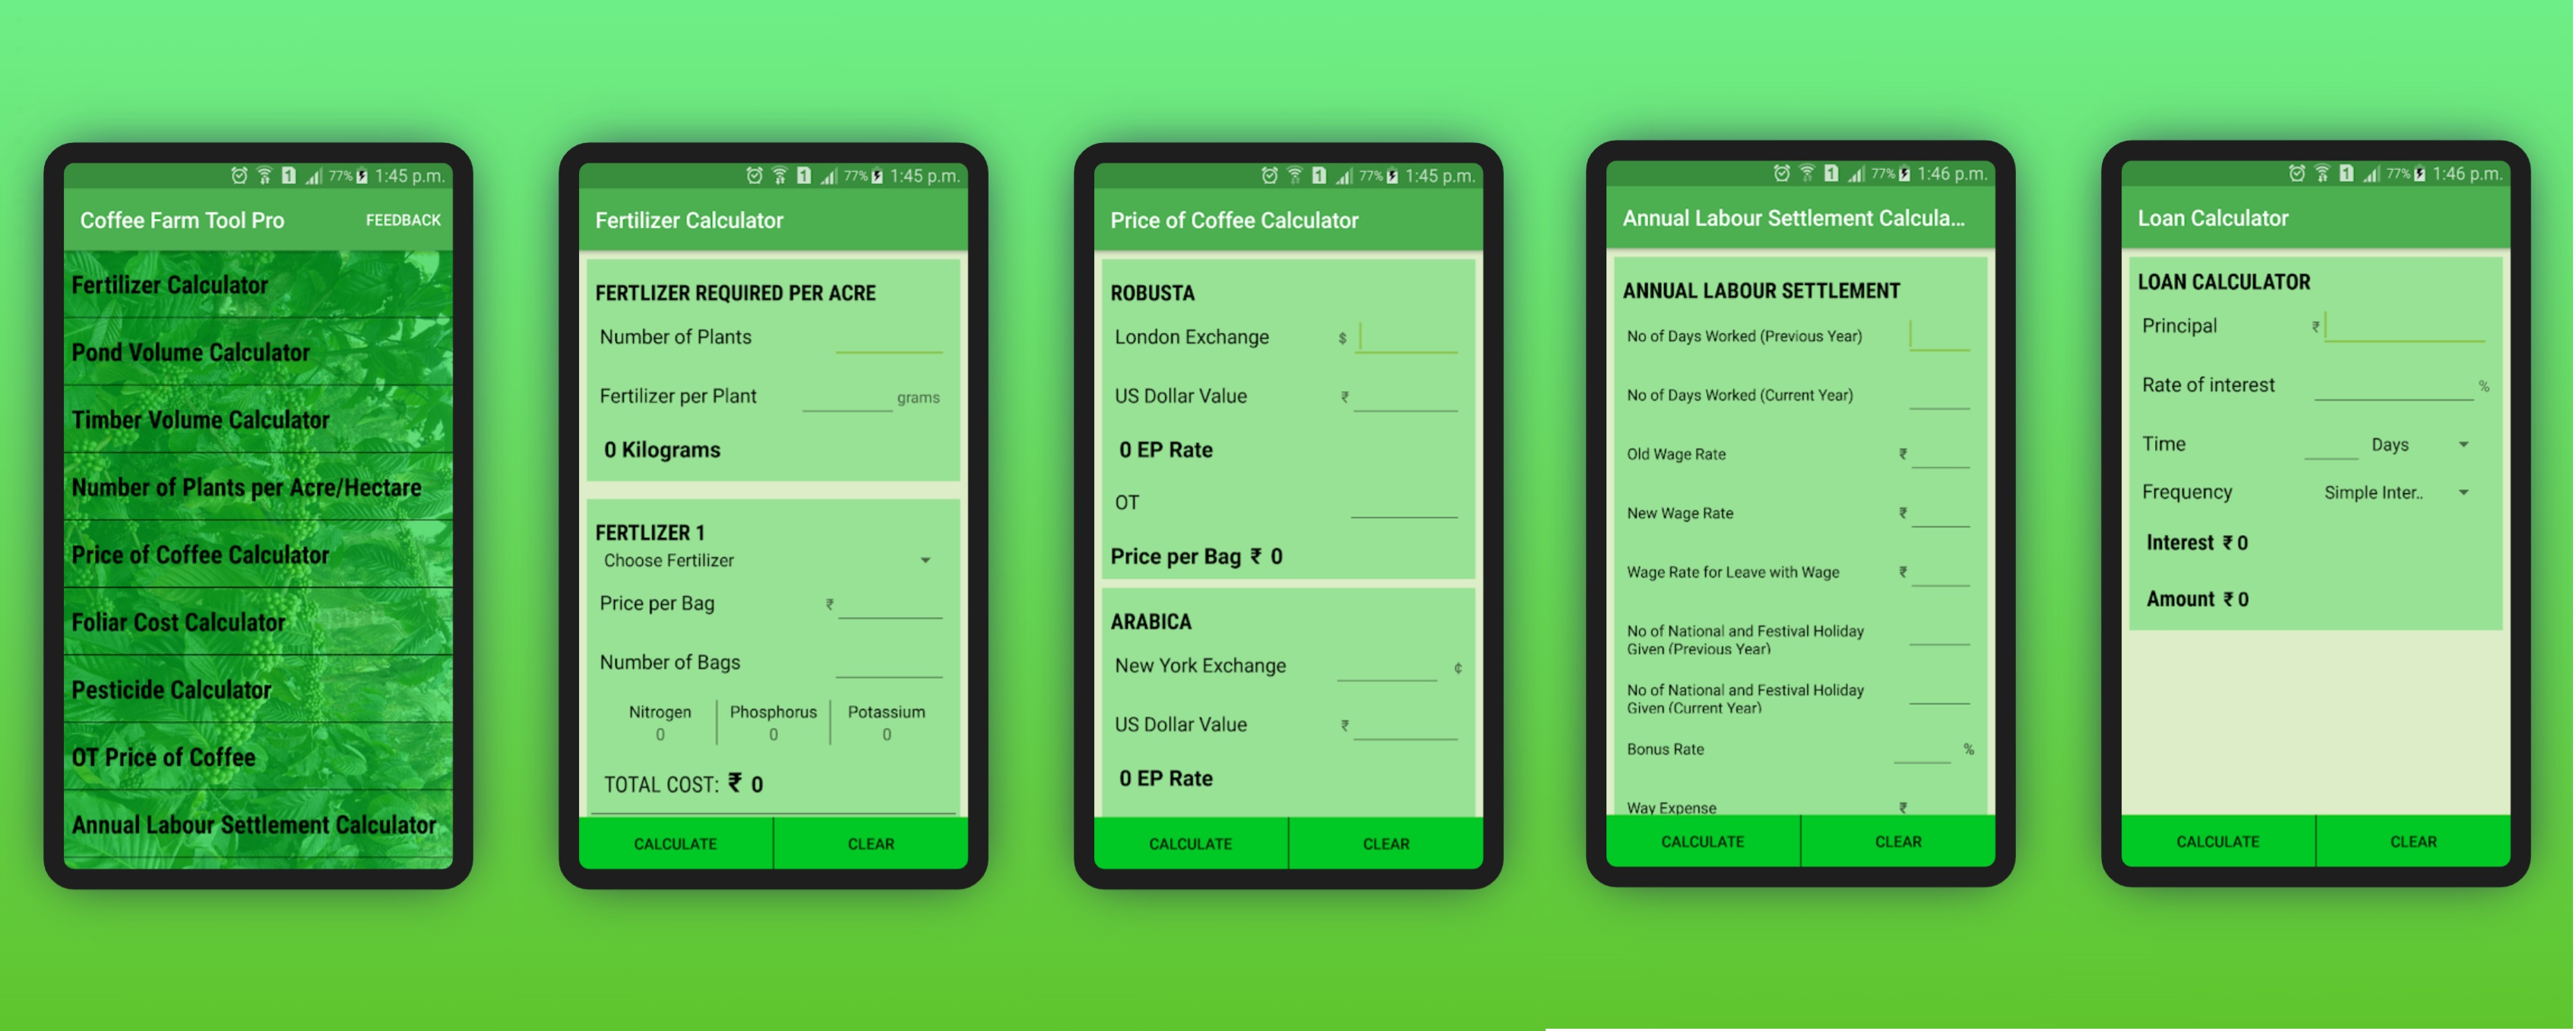 1 77% 1:45 p.m.
Coffee Farm Tool Pro FEEDBACK
Fertilizer Calculator
Pond Volume Calculator
Timber Volume Calculator
Number of Plants per Acre/Hectare
Price of Coffee Calculator
Foliar Cost Calculator
Pesticide Calculator
OT Price of Coffee
Annual Labour Settlement Calculator
1 77% 1:45 p.m.
Fertilizer Calculator
FERTLIZER REQUIRED PER ACRE
Number of Plants
Fertilizer per Plant grams
0 Kilograms
FERTLIZER 1
Choose Fertilizer
Price per Bag ₹
Number of Bags
Nitrogen Phosphorus Potassium
0 0 0
TOTAL COST: ₹ 0
CALCULATE CLEAR
1 77% 1:45 p.m.
Price of Coffee Calculator
ROBUSTA
London Exchange $
US Dollar Value ₹
0 EP Rate
OT
Price per Bag ₹ 0
ARABICA
New York Exchange ¢
US Dollar Value ₹
0 EP Rate
CALCULATE CLEAR
1 77% 1:46 p.m.
Annual Labour Settlement Calcula...
ANNUAL LABOUR SETTLEMENT
No of Days Worked (Previous Year)
No of Days Worked (Current Year)
Old Wage Rate ₹
New Wage Rate ₹
Wage Rate for Leave with Wage ₹
No of National and Festival Holiday
Given (Previous Year)
No of National and Festival Holiday
Given (Current Year)
Bonus Rate %
Way Expense ₹
CALCULATE CLEAR
1 77% 1:46 p.m.
Loan Calculator
LOAN CALCULATOR
Principal ₹
Rate of interest %
Time Days
Frequency Simple Inter..
Interest ₹ 0
Amount ₹ 0
CALCULATE CLEAR